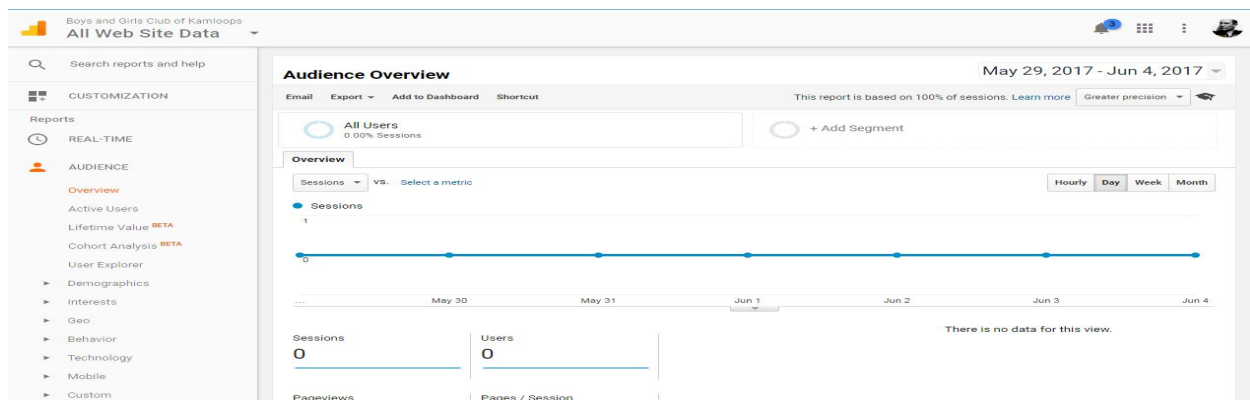 Boys and Girls Club of Kamloops
All Web Site Data
3
Search reports and help
CUSTOMIZATION
Reports
REAL-TIME
AUDIENCE
Overview
Active Users
Lifetime Value BETA
Cohort Analysis BETA
User Explorer
Demographics
Interests
Geo
Behavior
Technology
Mobile
Custom
Audience Overview
May 29, 2017 - Jun 4, 2017
Email Export Add to Dashboard Shortcut
This report is based on 100% of sessions. Learn more Greater precision
All Users
0.00% Sessions
+ Add Segment
Overview
Sessions VS. Select a metric
Hourly Day Week Month
Sessions
1
0
... May 30 May 31 Jun 1 Jun 2 Jun 3 Jun 4
There is no data for this view.
Sessions
0
Users
0
Pageviews
Pages / Session